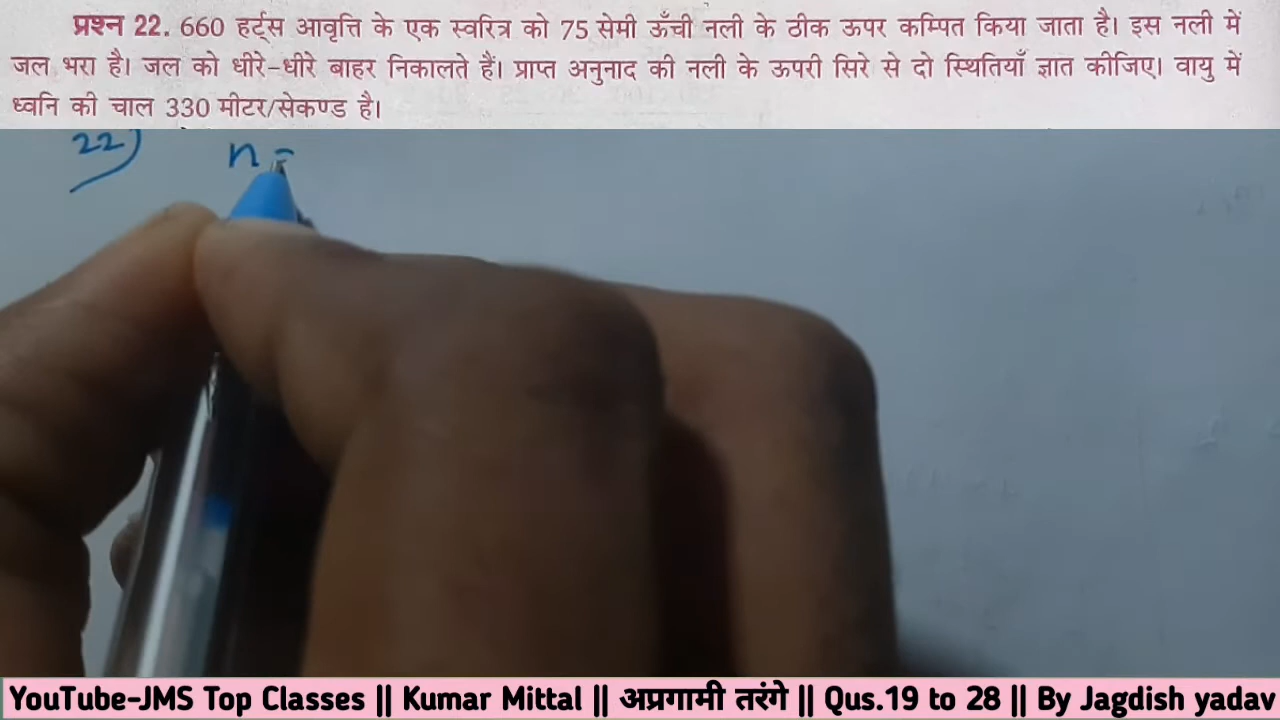 प्रश्न 22. 660 हर्ट्स आवृत्ति के एक स्वरित्र को 75 सेमी ऊँची नली के ठीक ऊपर कम्पित किया जाता है। इस नली में
जल भरा है। जल को धीरे-धीरे बाहर निकालते हैं। प्राप्त अनुनाद की नली के ऊपरी सिरे से दो स्थितियाँ ज्ञात कीजिए। वायु में
ध्वनि की चाल 330 मीटर/सेकण्ड है।
22) n =
YouTube-JMS Top Classes || Kumar Mittal || अप्रगामी तरंगे || Qus.19 to 28 || By Jagdish yadav